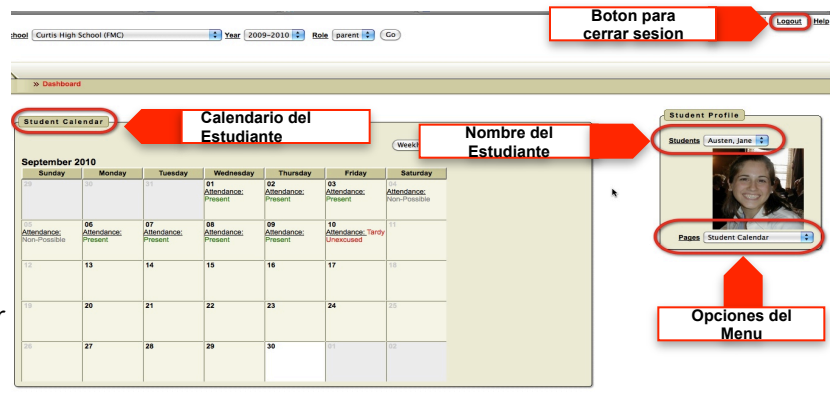 Boton para
cerrar sesion
Logout Help
Curtis High School (FMC) Year 2009-2010 Role parent Go
» Dashboard
Student Calendar
Calendario del
Estudiante
Nombre del
Estudiante
Student Profile
Students Austen, Jane
September 2010
Sunday Monday Tuesday Wednesday Thursday Friday Saturday
29 30 31 01 02 03 04
Attendance: Attendance: Attendance: Attendance:
Present Present Present Non-Possible
05 06 07 08 09 10 11
Attendance: Attendance: Attendance: Attendance: Attendance: Attendance: Tardy
Non-Possible Present Present Present Present Unexcused
Pages Student Calendar
12 13 14 15 16 17 18
19 20 21 22 23 24 25
26 27 28 29 30 01 02
Opciones del
Menu